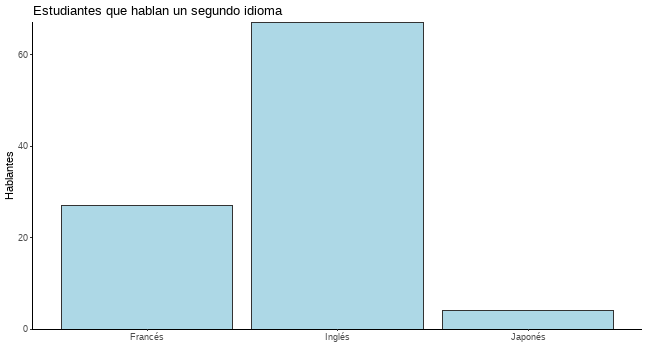 Estudiantes que hablan un segundo idioma
Hablantes
60
40
20
0
Francés
Inglés
Japonés